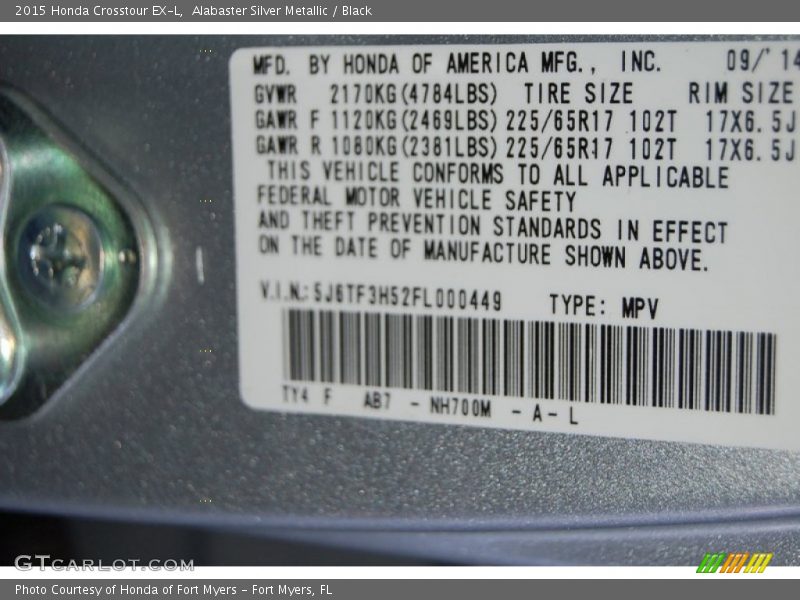 2015 Honda Crosstour EX-L, Alabaster Silver Metallic / Black
MFD. BY HONDA OF AMERICA MFG., INC. 09/'14
GVWR 2170KG(4784LBS) TIRE SIZE RIM SIZE
GAWR F 1120KG(2469LBS) 225/65R17 102T 17X6.5J
GAWR R 1080KG(2381LBS) 225/65R17 102T 17X6.5J
THIS VEHICLE CONFORMS TO ALL APPLICABLE
FEDERAL MOTOR VEHICLE SAFETY
AND THEFT PREVENTION STANDARDS IN EFFECT
ON THE DATE OF MANUFACTURE SHOWN ABOVE.
V.I.N.: 5J6TF3H52FL000449 TYPE: MPV
TY4 F AB7 - NH700M - A - L
GTCARLOT.COM
Photo Courtesy of Honda of Fort Myers - Fort Myers, FL